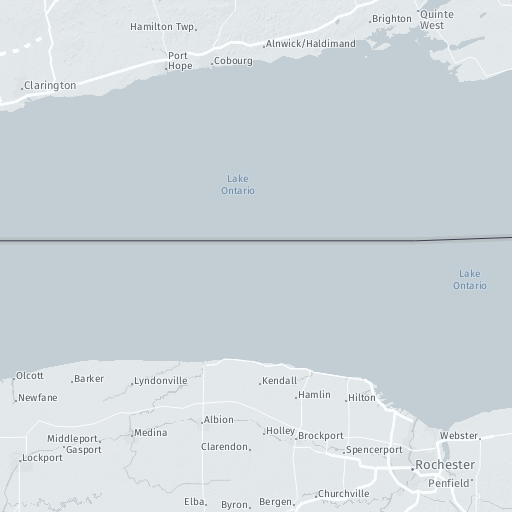 Quinte
West
Brighton
Hamilton Twp.
Alnwick/Haldimand
Port
Hope
Cobourg
Clarington
Lake
Ontario
Lake
Ontario
Olcott
Barker
Lyndonville
Kendall
Newfane
Hamlin
Hilton
Albion
Medina
Holley
Brockport
Middleport
Gasport
Clarendon
Spencerport
Webster
Lockport
Rochester
Penfield
Churchville
Elba
Byron
Bergen